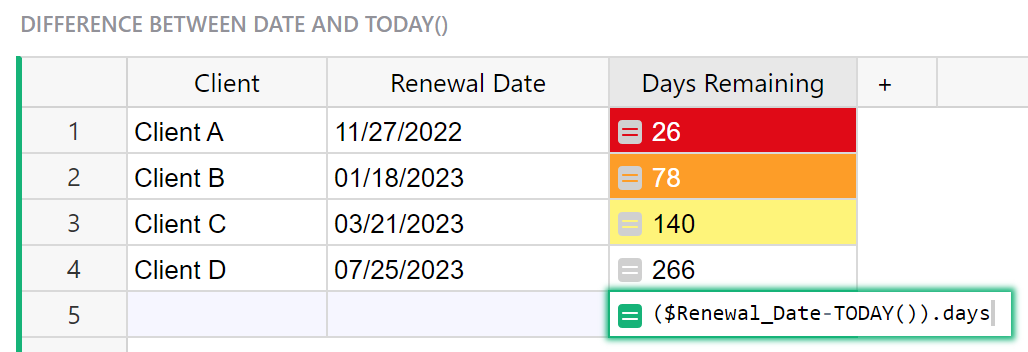 DIFFERENCE BETWEEN DATE AND TODAY()
Client Renewal Date Days Remaining +
1 Client A 11/27/2022 = 26
2 Client B 01/18/2023 = 78
3 Client C 03/21/2023 = 140
4 Client D 07/25/2023 = 266
5 = ($Renewal_Date-TODAY()).days